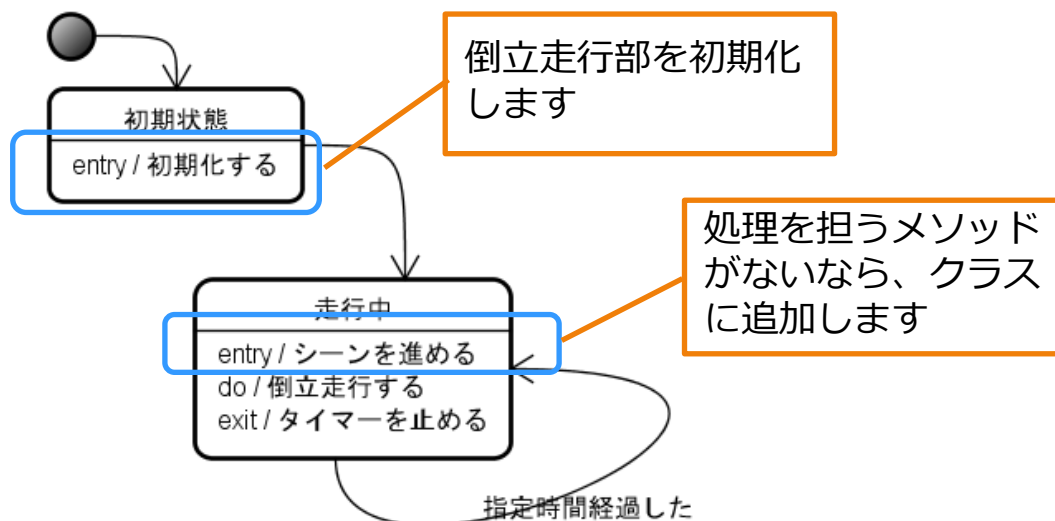 倒立走行部を初期化
します
初期状態
entry / 初期化する
処理を担うメソッド
がないなら、クラス
に追加します
走行中
entry / シーンを進める
do / 倒立走行する
exit / タイマーを止める
指定時間経過した